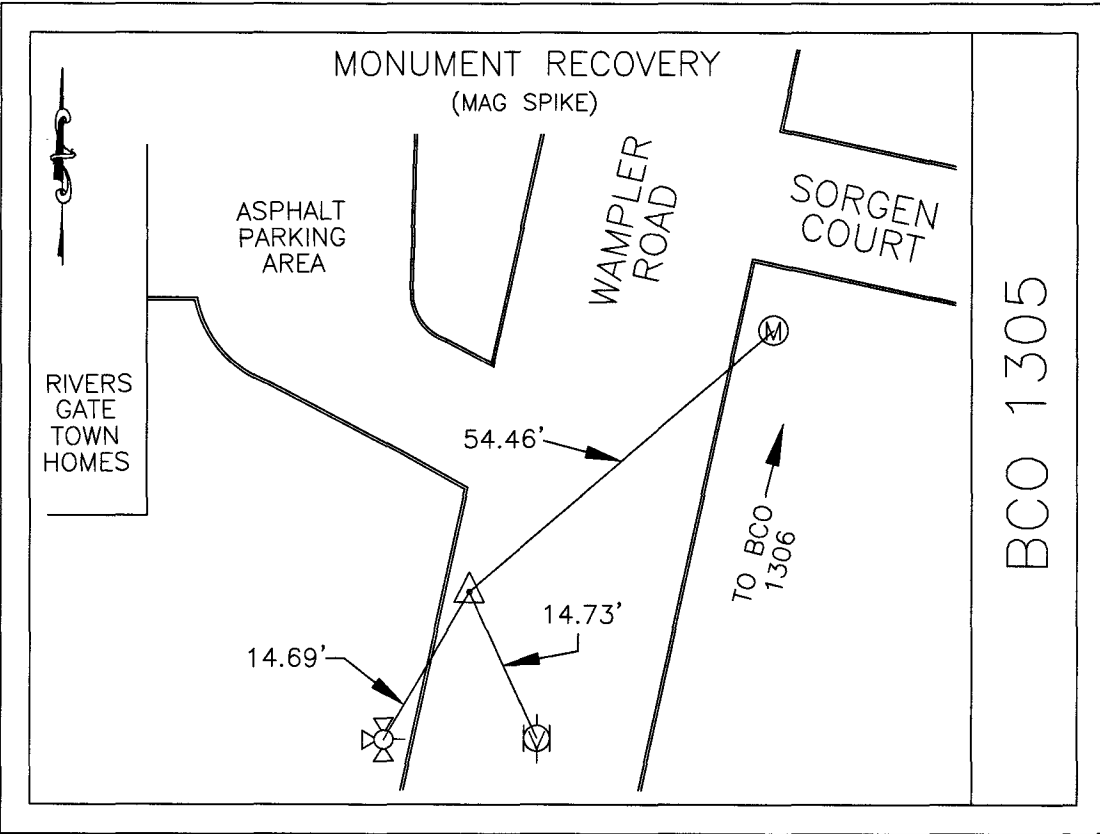 MONUMENT RECOVERY
(MAG SPIKE)
ASPHALT
PARKING
AREA
WAMPLER
ROAD
SORGEN
COURT
M
RIVERS
GATE
TOWN
HOMES
54.46'
TO BCO
1306
14.73'
14.69'
V
BCO 1305